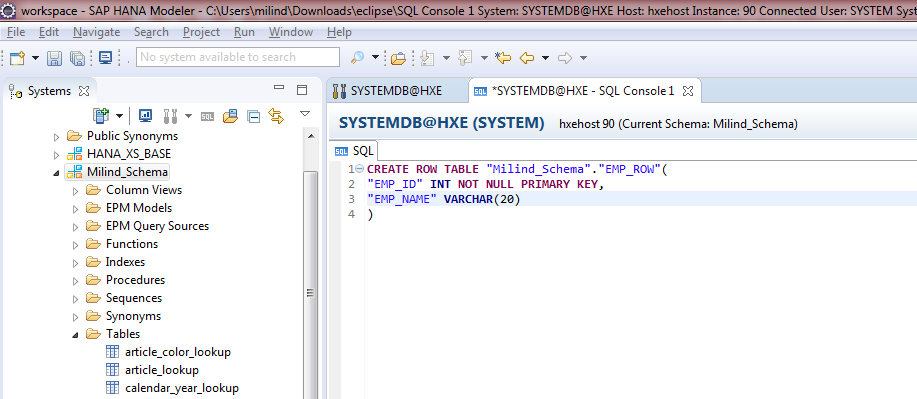 workspace - SAP HANA Modeler - C:\Users\milind\Downloads\eclipse\SQL Console 1 System: SYSTEMDB@HXE Host: hxehost Instance: 90 Connected User: SYSTEM Syste
File Edit Navigate Search Project Run Window Help
No system available to search
Systems
SYSTEMDB@HXE
SQL *SYSTEMDB@HXE - SQL Console 1
SQL
SYSTEMDB@HXE (SYSTEM) hxehost 90 (Current Schema: Milind_Schema)
SQL SQL
Public Synonyms
HANA_XS_BASE
Milind_Schema
Column Views
EPM Models
EPM Query Sources
Functions
Indexes
Procedures
Sequences
Synonyms
Tables
article_color_lookup
article_lookup
calendar_year_lookup
1 CREATE ROW TABLE "Milind_Schema"."EMP_ROW"(
2 "EMP_ID" INT NOT NULL PRIMARY KEY,
3 "EMP_NAME" VARCHAR(20)
4 )